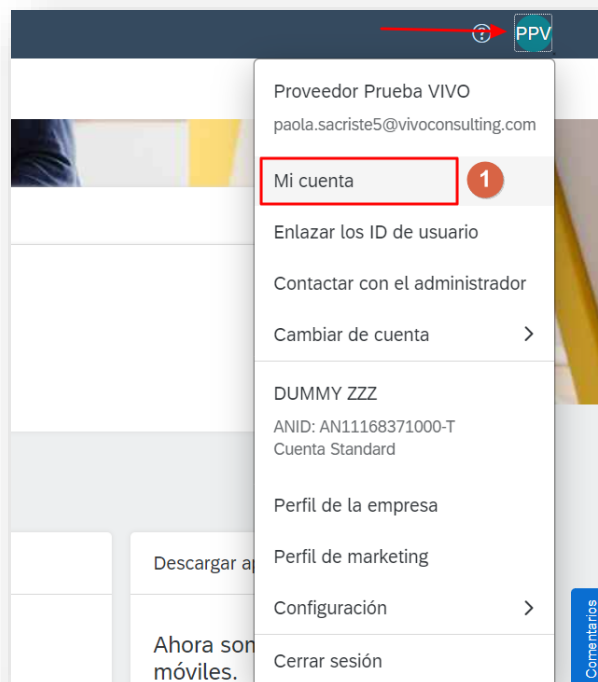 PPV
Proveedor Prueba VIVO
paola.sacriste5@vivoconsulting.com
Mi cuenta
1
Enlazar los ID de usuario
Contactar con el administrador
Cambiar de cuenta
DUMMY ZZZ
ANID: AN11168371000-T
Cuenta Standard
Perfil de la empresa
Perfil de marketing
Configuración
Cerrar sesión
Descargar a
Ahora son
móviles.
Comentarios